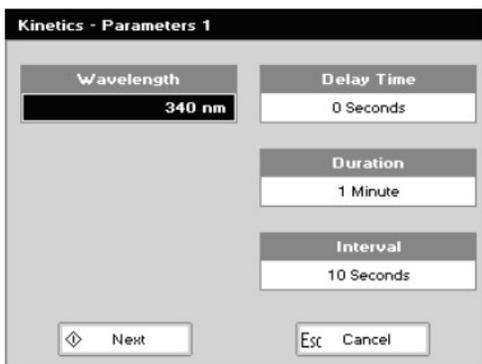 Kinetics - Parameters 1
Wavelength
340 nm
Delay Time
0 Seconds
Duration
1 Minute
Interval
10 Seconds
Next
Esc Cancel